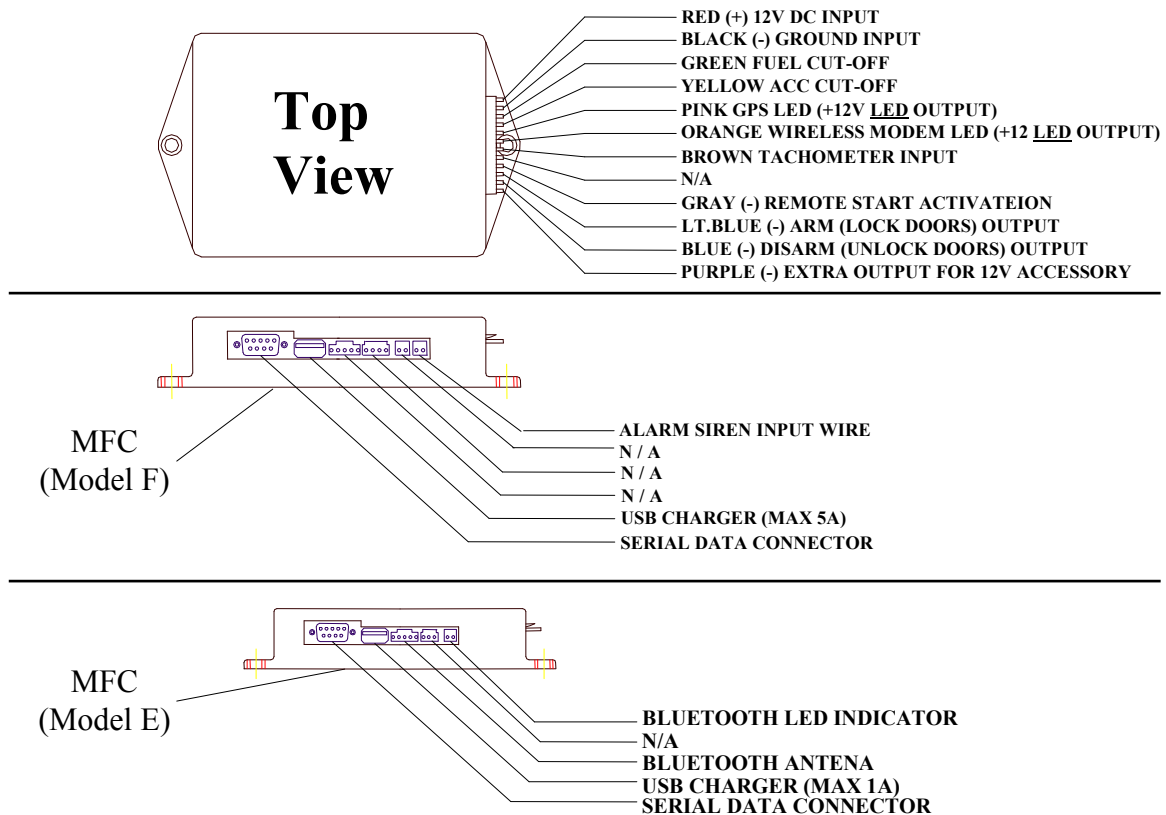 Top
View
RED (+) 12V DC INPUT
BLACK (-) GROUND INPUT
GREEN FUEL CUT-OFF
YELLOW ACC CUT-OFF
PINK GPS LED (+12V LED OUTPUT)
ORANGE WIRELESS MODEM LED (+12 LED OUTPUT)
BROWN TACHOMETER INPUT
N/A
GRAY (-) REMOTE START ACTIVATEION
LT.BLUE (-) ARM (LOCK DOORS) OUTPUT
BLUE (-) DISARM (UNLOCK DOORS) OUTPUT
PURPLE (-) EXTRA OUTPUT FOR 12V ACCESSORY
MFC
(Model F)
ALARM SIREN INPUT WIRE
N / A
N / A
N / A
USB CHARGER (MAX 5A)
SERIAL DATA CONNECTOR
MFC
(Model E)
BLUETOOTH LED INDICATOR
N/A
BLUETOOTH ANTENA
USB CHARGER (MAX 1A)
SERIAL DATA CONNECTOR